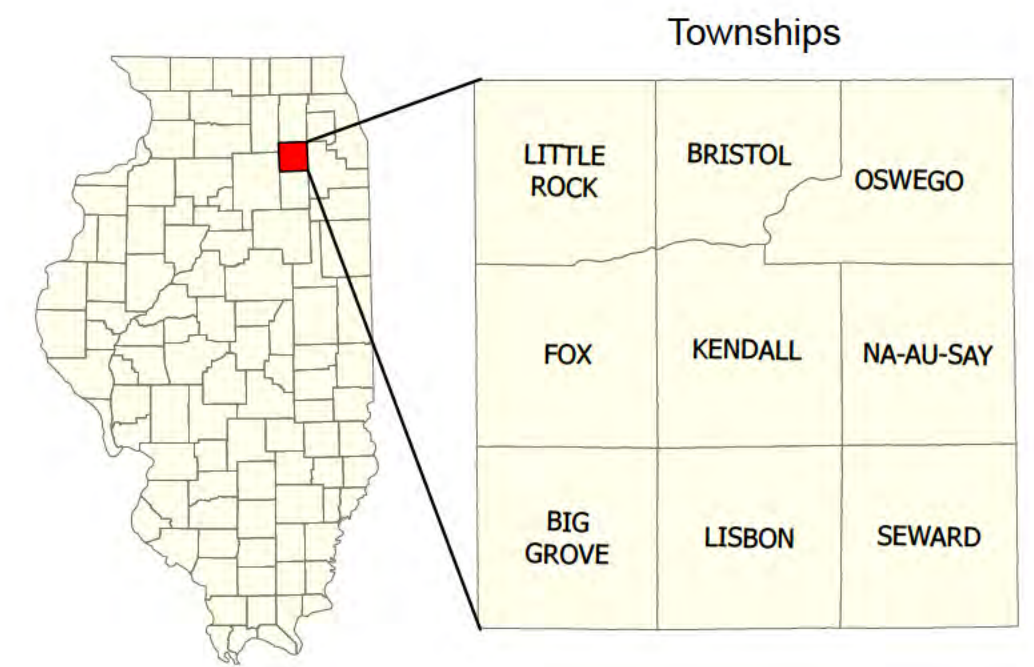 Townships
LITTLE
ROCK
BRISTOL
OSWEGO
FOX
KENDALL
NA-AU-SAY
BIG
GROVE
LISBON
SEWARD